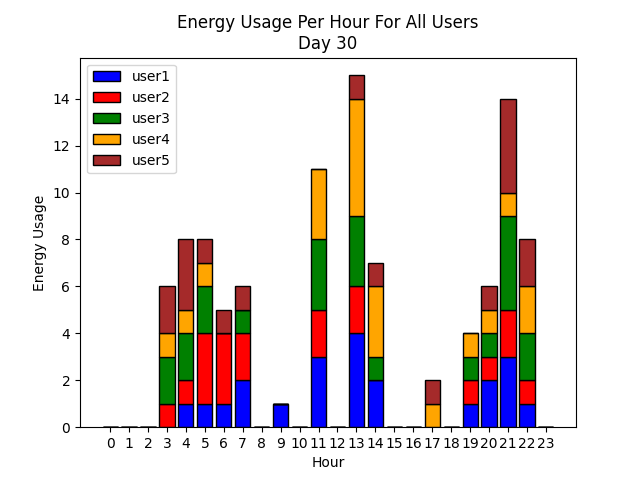 Energy Usage Per Hour For All Users
Day 30
user1
user2
user3
user4
user5
Energy Usage
14
12
10
8
6
4
2
0
0 1 2 3 4 5 6 7 8 9 10 11 12 13 14 15 16 17 18 19 20 21 22 23
Hour